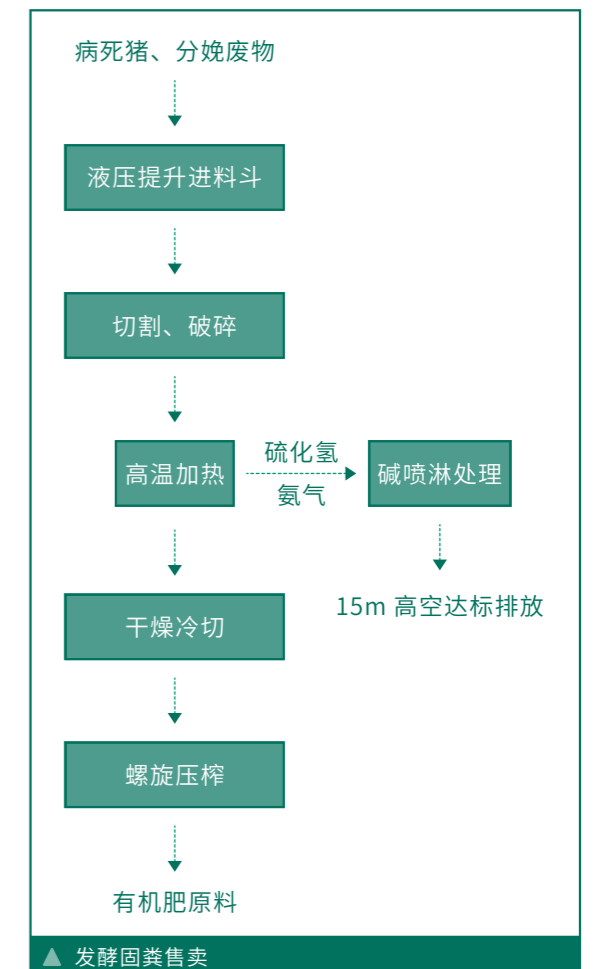 病死猪、分娩废物
液压提升进料斗
切割、破碎
高温加热
硫化氢
氨气
碱喷淋处理
15m 高空达标排放
干燥冷切
螺旋压榨
有机肥原料
▲ 发酵固粪售卖